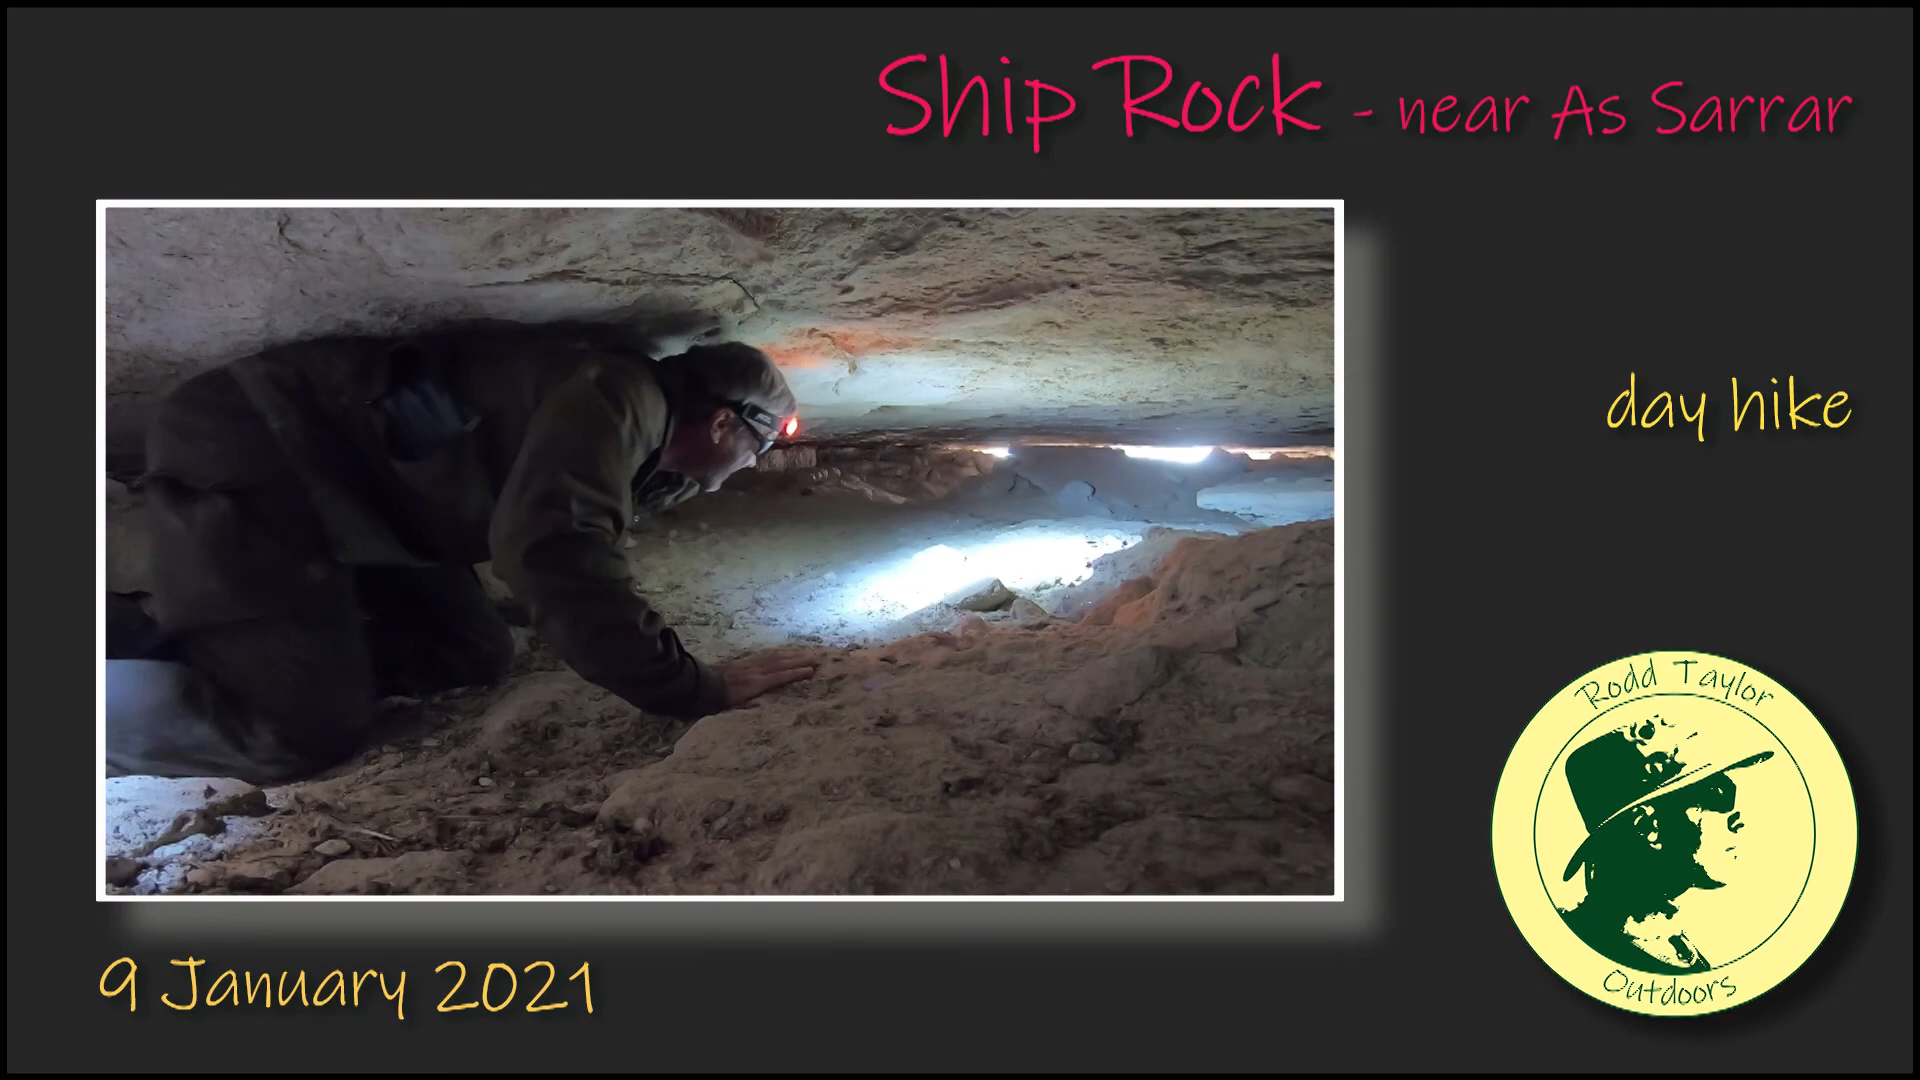 Ship Rock - near As Sarrar
day hike
Rodd Taylor
Outdoors
9 January 2021